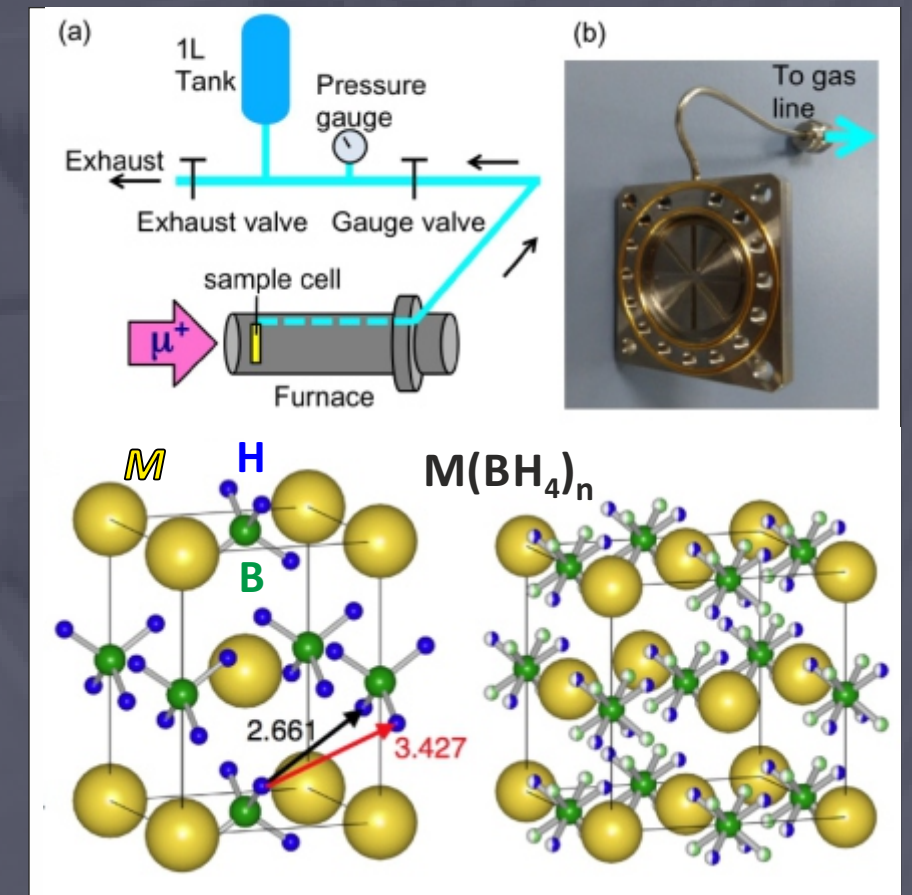 (a)
1L
Tank
Pressure
gauge
Exhaust
Exhaust valve
Gauge valve
sample cell
μ⁺
Furnace
(b)
To gas
line
M
H
M(BH₄)ₙ
B
2.661
3.427